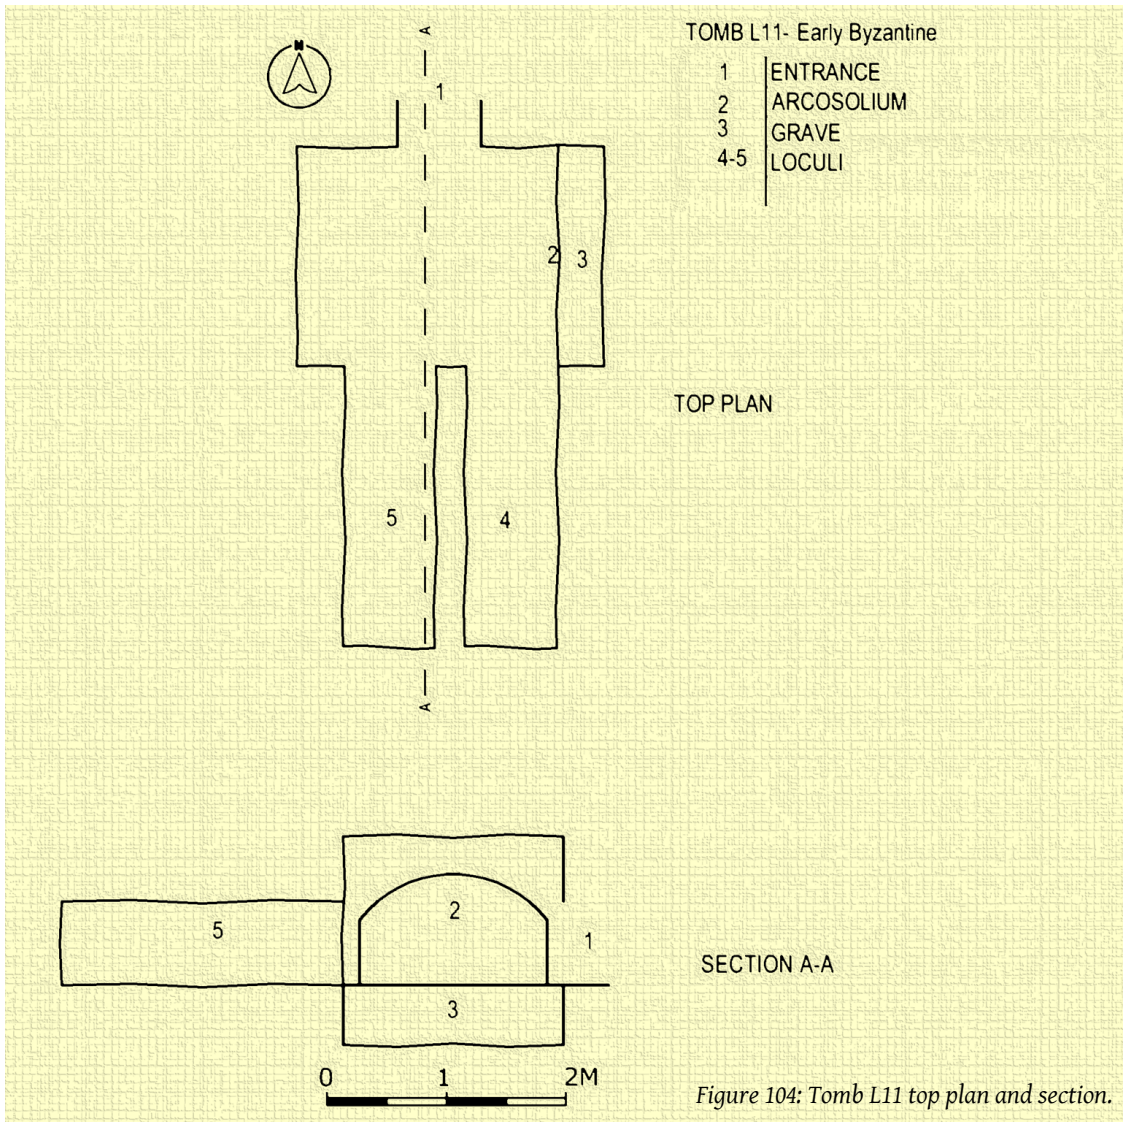 A
N
1
TOMB L11- Early Byzantine
1 ENTRANCE
2 ARCOSOLIUM
3 GRAVE
4-5 LOCULI
2 3
TOP PLAN
5 4
A
2
5
1
SECTION A-A
3
0 1 2M
Figure 104: Tomb L11 top plan and section.